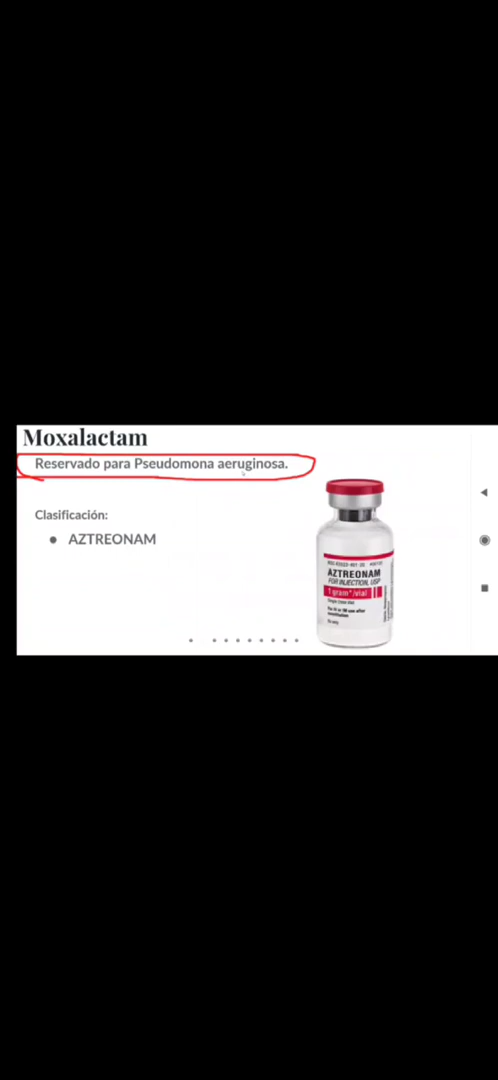 Moxalactam
Reservado para Pseudomona aeruginosa.
Clasificación:
● AZTREONAM
AZTREONAM
FOR INJECTION, USP
1 gram*/vial